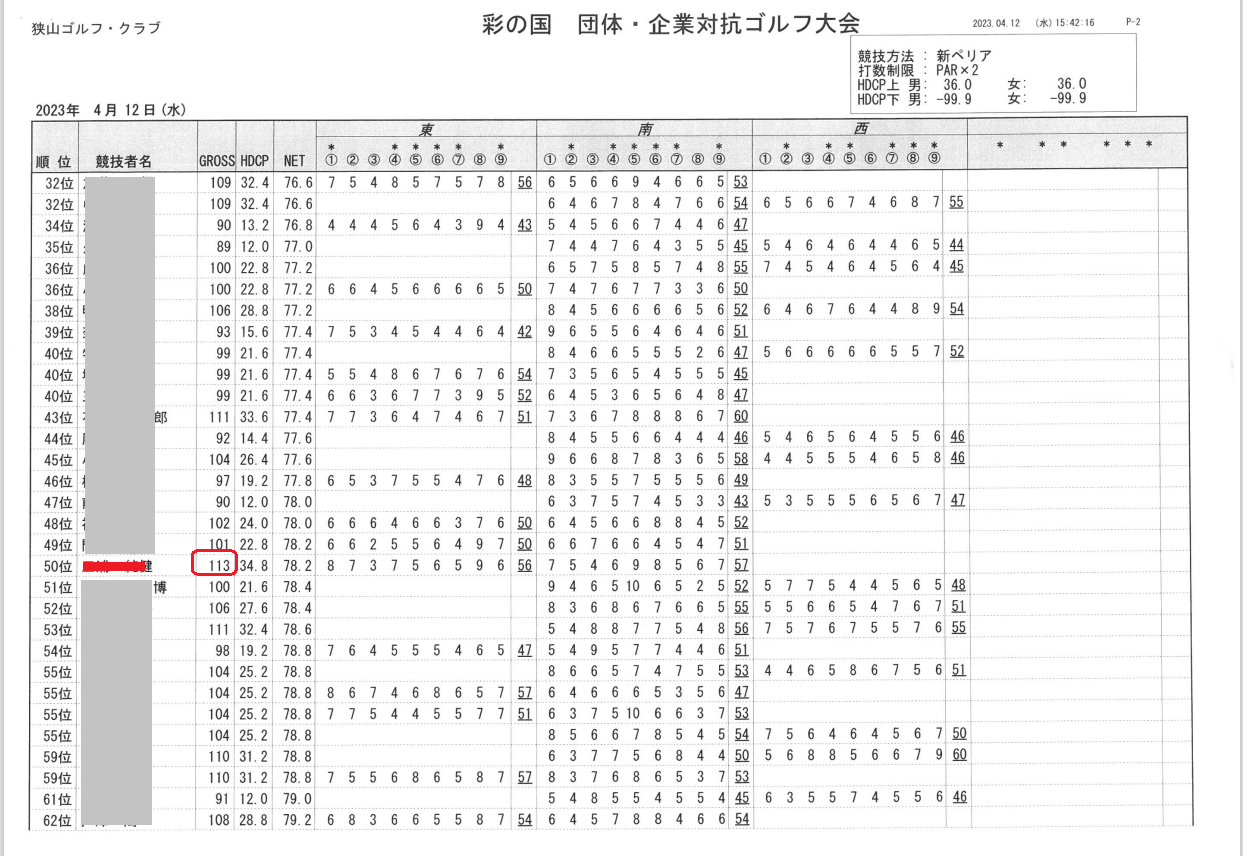 狭山ゴルフ・クラブ 彩の国 団体・企業対抗ゴルフ大会 2023.04.12 (水)15:42:16 P-2
競技方法 : 新ペリア
打数制限 : PAR×2
HDCP上 男: 36.0 女: 36.0
HDCP下 男: -99.9 女: -99.9
2023年 4月 12日(水)
東 南 西
順 位 競技者名 GROSS HDCP NET ①* ② ③ ④* ⑤* ⑥* ⑦* ⑧ ⑨* ① ②* ③ ④* ⑤* ⑥* ⑦* ⑧ ⑨* ① ②* ③ ④* ⑤* ⑥ ⑦* ⑧* ⑨* * * * * * *
32位 109 32.4 76.6 7 5 4 8 5 7 5 7 8 56 6 5 6 6 9 4 6 6 5 53
32位 109 32.4 76.6 6 4 6 7 8 4 7 6 6 54 6 5 6 6 7 4 6 8 7 55
34位 90 13.2 76.8 4 4 4 5 6 4 3 9 4 43 5 4 5 6 6 7 4 4 6 47
35位 89 12.0 77.0 7 4 4 7 6 4 3 5 5 45 5 4 6 4 6 4 4 6 5 44
36位 100 22.8 77.2 6 5 7 5 8 5 7 4 8 55 7 4 5 4 6 4 5 6 4 45
36位 100 22.8 77.2 6 6 4 5 6 6 6 6 5 50 7 4 7 6 7 7 3 3 6 50
38位 106 28.8 77.2 8 4 5 6 6 6 6 5 6 52 6 4 6 7 6 4 4 8 9 54
39位 93 15.6 77.4 7 5 3 4 5 4 4 6 4 42 9 6 5 5 6 4 6 4 6 51
40位 99 21.6 77.4 8 4 6 6 5 5 5 2 6 47 5 6 6 6 6 6 5 5 7 52
40位 99 21.6 77.4 5 5 4 8 6 7 6 7 6 54 7 3 5 6 5 4 5 5 5 45
40位 99 21.6 77.4 6 6 3 6 7 7 3 9 5 52 6 4 5 3 6 5 6 4 8 47
43位 郎 111 33.6 77.4 7 7 3 6 4 7 4 6 7 51 7 3 6 7 8 8 8 6 7 60
44位 92 14.4 77.6 8 4 5 5 6 6 4 4 4 46 5 4 6 5 6 4 5 5 6 46
45位 104 26.4 77.6 9 6 6 8 7 8 3 6 5 58 4 4 5 5 5 4 6 5 8 46
46位 97 19.2 77.8 6 5 3 7 5 5 4 7 6 48 8 3 5 5 7 5 5 5 6 49
47位 90 12.0 78.0 6 3 7 5 7 4 5 3 3 43 5 3 5 5 5 6 5 6 7 47
48位 102 24.0 78.0 6 6 6 4 6 6 3 7 6 50 6 4 5 6 6 8 8 4 5 52
49位 101 22.8 78.2 6 6 2 5 5 6 4 9 7 50 6 6 7 6 6 4 5 4 7 51
50位 健 113 34.8 78.2 8 7 3 7 5 6 5 9 6 56 7 5 4 6 9 8 5 6 7 57
51位 博 100 21.6 78.4 9 4 6 5 10 6 5 2 5 52 5 7 7 5 4 4 5 6 5 48
52位 106 27.6 78.4 8 3 6 8 6 7 6 6 5 55 5 5 6 6 5 4 7 6 7 51
53位 111 32.4 78.6 5 4 8 8 7 7 5 4 8 56 7 5 7 6 7 5 5 7 6 55
54位 98 19.2 78.8 7 6 4 5 5 5 4 6 5 47 5 4 9 5 7 7 4 4 6 51
55位 104 25.2 78.8 8 6 6 5 7 4 7 5 5 53 4 4 6 5 8 6 7 5 6 51
55位 104 25.2 78.8 8 6 7 4 6 8 6 5 7 57 6 4 6 6 6 5 3 5 6 47
55位 104 25.2 78.8 7 7 5 4 4 5 5 7 7 51 6 3 7 5 10 6 6 3 7 53
55位 104 25.2 78.8 8 5 6 6 7 8 5 4 5 54 7 5 6 4 6 4 5 6 7 50
59位 110 31.2 78.8 6 3 7 7 5 6 8 4 4 50 5 6 8 8 5 6 6 7 9 60
59位 110 31.2 78.8 7 5 5 6 8 6 5 8 7 57 8 3 7 6 8 6 5 3 7 53
61位 91 12.0 79.0 5 4 8 5 5 4 5 5 4 45 6 3 5 5 7 4 5 5 6 46
62位 108 28.8 79.2 6 8 3 6 6 5 5 8 7 54 6 4 5 7 8 8 4 6 6 54